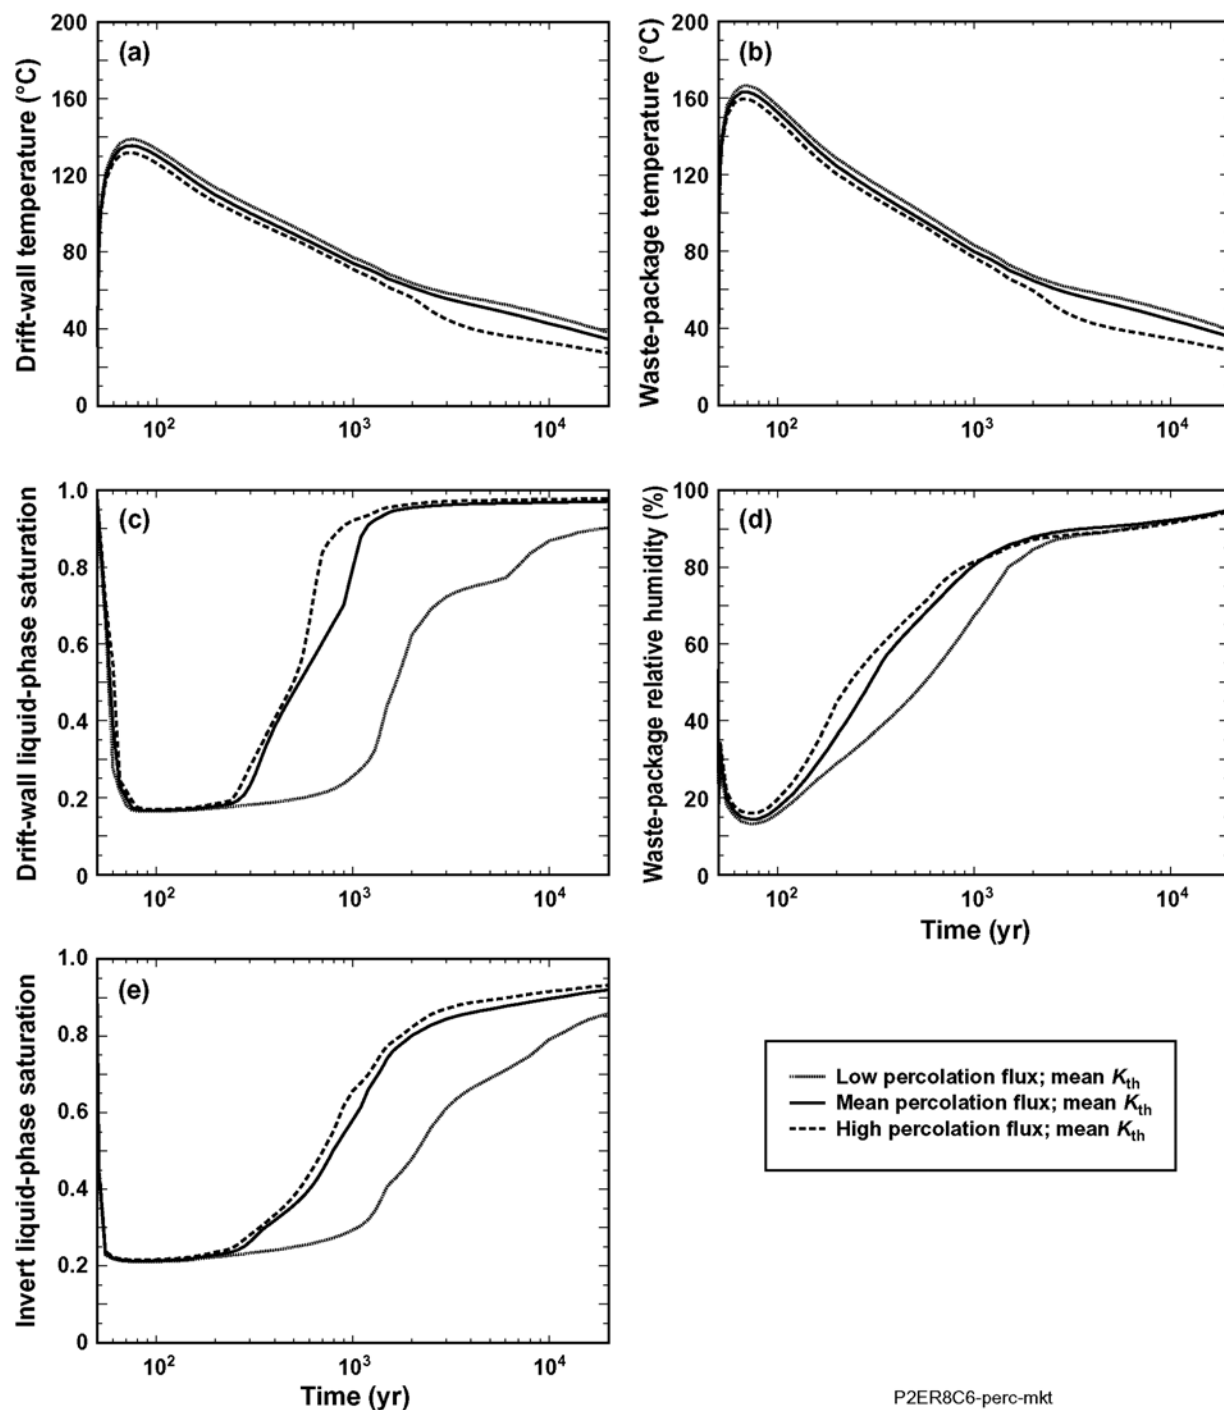 (a)
Drift-wall temperature (°C)
200
160
120
80
40
0
10²
10³
10⁴
(b)
Waste-package temperature (°C)
200
160
120
80
40
0
10²
10³
10⁴
(c)
Drift-wall liquid-phase saturation
1.0
0.8
0.6
0.4
0.2
0
10²
10³
10⁴
(d)
Waste-package relative humidity (%)
100
80
60
40
20
0
10²
10³
10⁴
Time (yr)
(e)
Invert liquid-phase saturation
1.0
0.8
0.6
0.4
0.2
0
10²
10³
10⁴
Time (yr)
Low percolation flux; mean Kth
Mean percolation flux; mean Kth
High percolation flux; mean Kth
P2ER8C6-perc-mkt